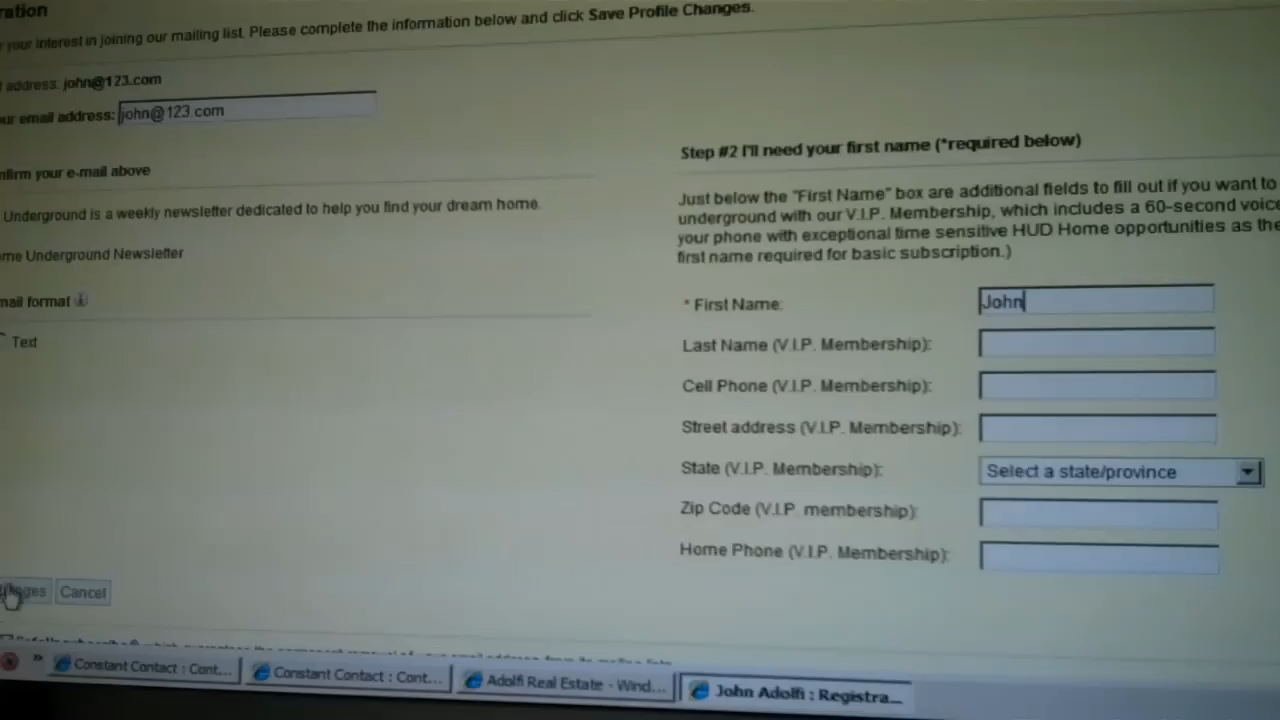 ration
your interest in joining our mailing list. Please complete the information below and click Save Profile Changes.
address: john@123.com
ur email address: john@123.com
nfirm your e-mail above
Underground is a weekly newsletter dedicated to help you find your dream home.
me Underground Newsletter
mail format
Text
Step #2 I'll need your first name (*required below)
Just below the "First Name" box are additional fields to fill out if you want to
underground with our V.I.P. Membership, which includes a 60-second voice
your phone with exceptional time sensitive HUD Home opportunities as the
first name required for basic subscription.)
* First Name: John
Last Name (V.I.P. Membership):
Cell Phone (V.I.P. Membership):
Street address (V.I.P. Membership):
State (V.I.P. Membership): Select a state/province
Zip Code (V.I.P. membership):
Home Phone (V.I.P. Membership):
Cancel
» Constant Contact : Cont... Constant Contact : Cont... Adolfi Real Estate - Wind... John Adolfi : Registra...